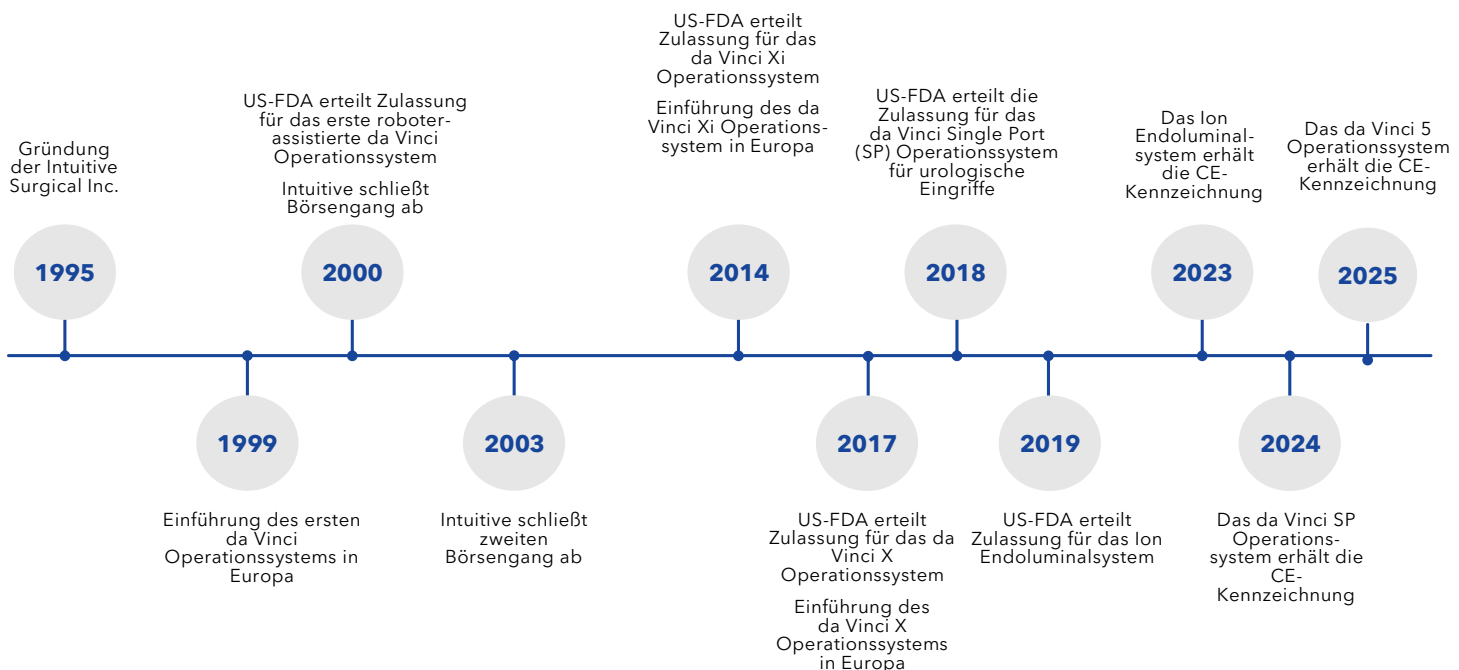 Gründung
der Intuitive
Surgical Inc.
1995
1999
Einführung des ersten
da Vinci
Operationssystems in
Europa
US-FDA erteilt Zulassung
für das erste roboter-
assistierte da Vinci
Operationssystem
Intuitive schließt
Börsengang ab
2000
2003
Intuitive schließt
zweiten
Börsengang ab
US-FDA erteilt
Zulassung für das
da Vinci Xi
Operationssystem
Einführung des da
Vinci Xi Operations-
system in Europa
2014
2017
US-FDA erteilt
Zulassung für das da
Vinci X
Operationssystem
Einführung des
da Vinci X
Operationssystems
in Europa
US-FDA erteilt die
Zulassung für das
da Vinci Single Port
(SP) Operationssystem
für urologische
Eingriffe
2018
2019
US-FDA erteilt
Zulassung für das Ion
Endoluminalsystem
Das Ion
Endoluminal-
system erhält
die CE-
Kennzeichnung
2023
2024
Das da Vinci SP
Operations-
system erhält die
CE-
Kennzeichnung
Das da Vinci 5
Operationssystem
erhält die CE-
Kennzeichnung
2025